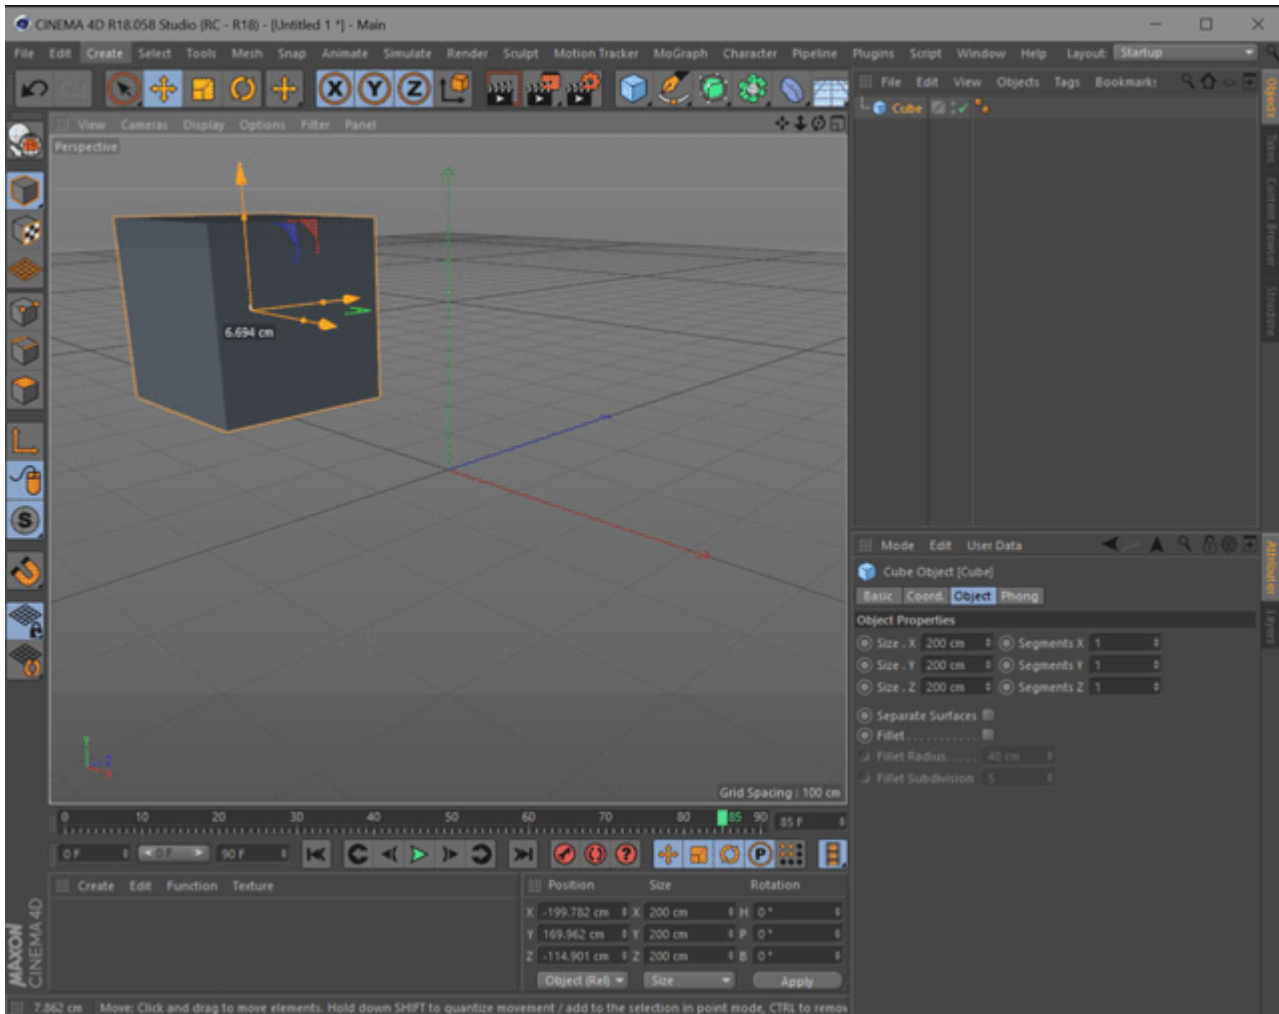 CINEMA 4D R18.058 Studio (RC - R18) - [Untitled 1 *] - Main
File Edit Create Select Tools Mesh Snap Animate Simulate Render Sculpt Motion Tracker MoGraph Character Pipeline Plugins Script Window Help Layout: Startup
X Y Z
File Edit View Objects Tags Bookmarks
Cube
View Cameras Display Options Filter Panel
Perspective
6.694 cm
Y
Z
X
Grid Spacing : 100 cm
Objects
Takes
Content Browser
Structure
Mode Edit User Data
Cube Object [Cube]
Basic Coord. Object Phong
Object Properties
Size . X 200 cm Segments X 1
Size . Y 200 cm Segments Y 1
Size . Z 200 cm Segments Z 1
Separate Surfaces
Fillet . . . . . . . . . . .
Fillet Radius. . . . . 40 cm
Fillet Subdivision 5
Attributes
Layers
S
0 10 20 30 40 50 60 70 80 85 90 85 F
0 F 0 F 90 F
? P
Create Edit Function Texture
Position Size Rotation
X -199.782 cm X 200 cm H 0 °
Y 169.962 cm Y 200 cm P 0 °
Z -114.901 cm Z 200 cm B 0 °
Object (Rel) Size Apply
MAXON
CINEMA 4D
7.862 cm Move: Click and drag to move elements. Hold down SHIFT to quantize movement / add to the selection in point mode, CTRL to remov